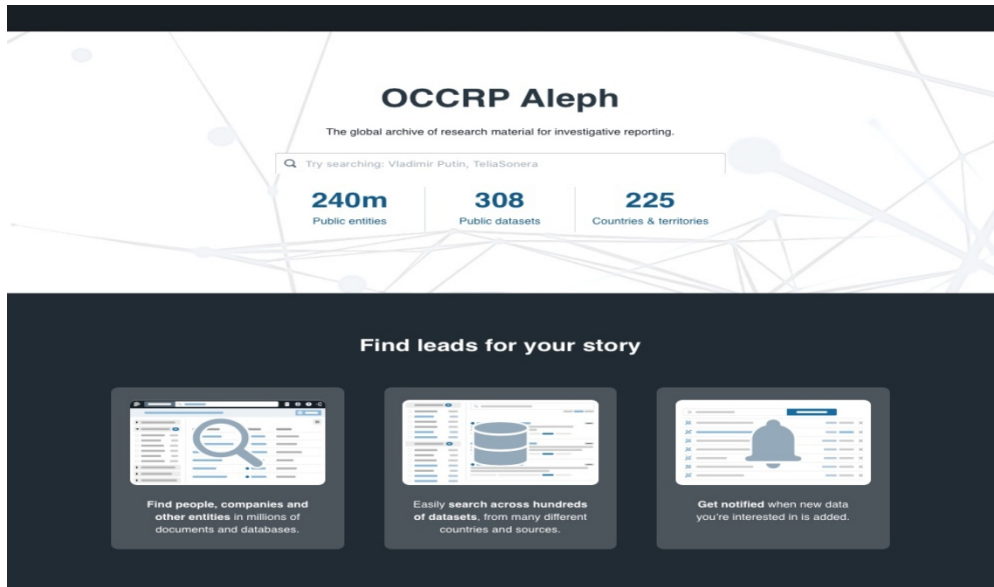 OCCRP Aleph
The global archive of research material for investigative reporting.
Try searching: Vladimir Putin, TeliaSonera
240m
Public entities
308
Public datasets
225
Countries & territories
Find leads for your story
Find people, companies and
other entities in millions of
documents and databases.
Easily search across hundreds
of datasets, from many different
countries and sources.
Get notified when new data
you're interested in is added.